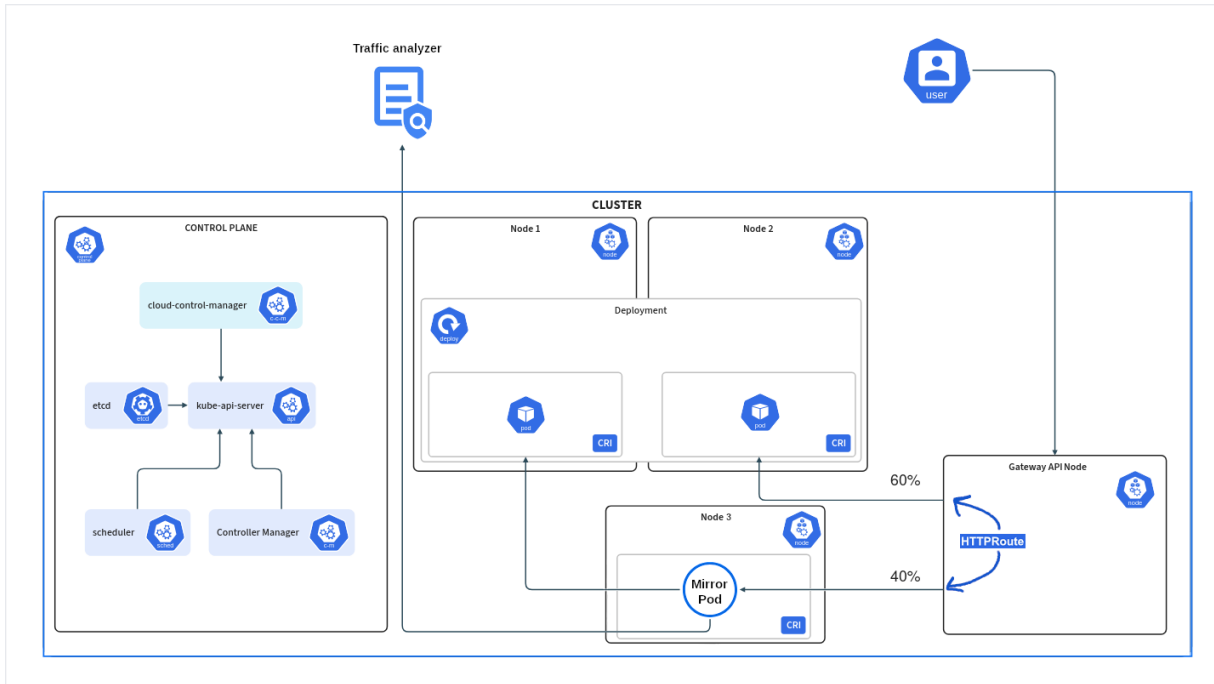 Traffic analyzer
user
CLUSTER
CONTROL PLANE
control
plane
cloud-control-manager
c-c-m
etcd
etcd
kube-api-server
api
scheduler
sched
Controller Manager
c-m
Node 1
node
Node 2
node
Deployment
deploy
pod
CRI
pod
CRI
Node 3
node
Mirror
Pod
CRI
60%
40%
Gateway API Node
node
HTTPRoute